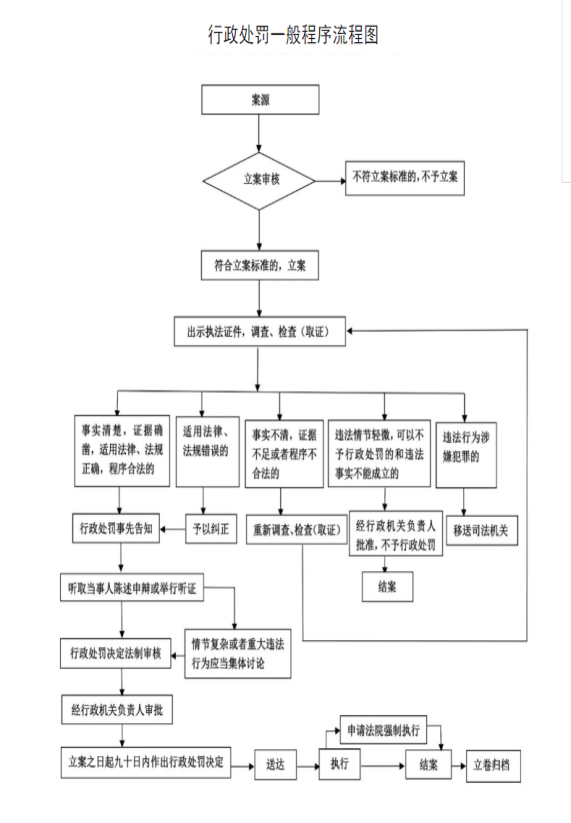 行政处罚一般程序流程图
案源
立案审核
不符立案标准的,不予立案
符合立案标准的，立案
出示执法证件，调查、检查（取证）
事实清楚，证据确
凿，适用法律、法规
正确，程序合法的
适用法律、
法规错误的
事实不清，证据
不足或者程序不
合法的
违法情节轻微，可以不
予行政处罚的和违法
事实不能成立的
违法行为涉
嫌犯罪的
行政处罚事先告知
予以纠正
重新调查、检查(取证)
经行政机关负责人
批准，不予行政处罚
移送司法机关
听取当事人陈述申辩或举行听证
结案
行政处罚决定法制审核
情节复杂或者重大违法
行为应当集体讨论
经行政机关负责人审批
立案之日起九十日内作出行政处罚决定
送达
执行
申请法院强制执行
结案
立卷归档